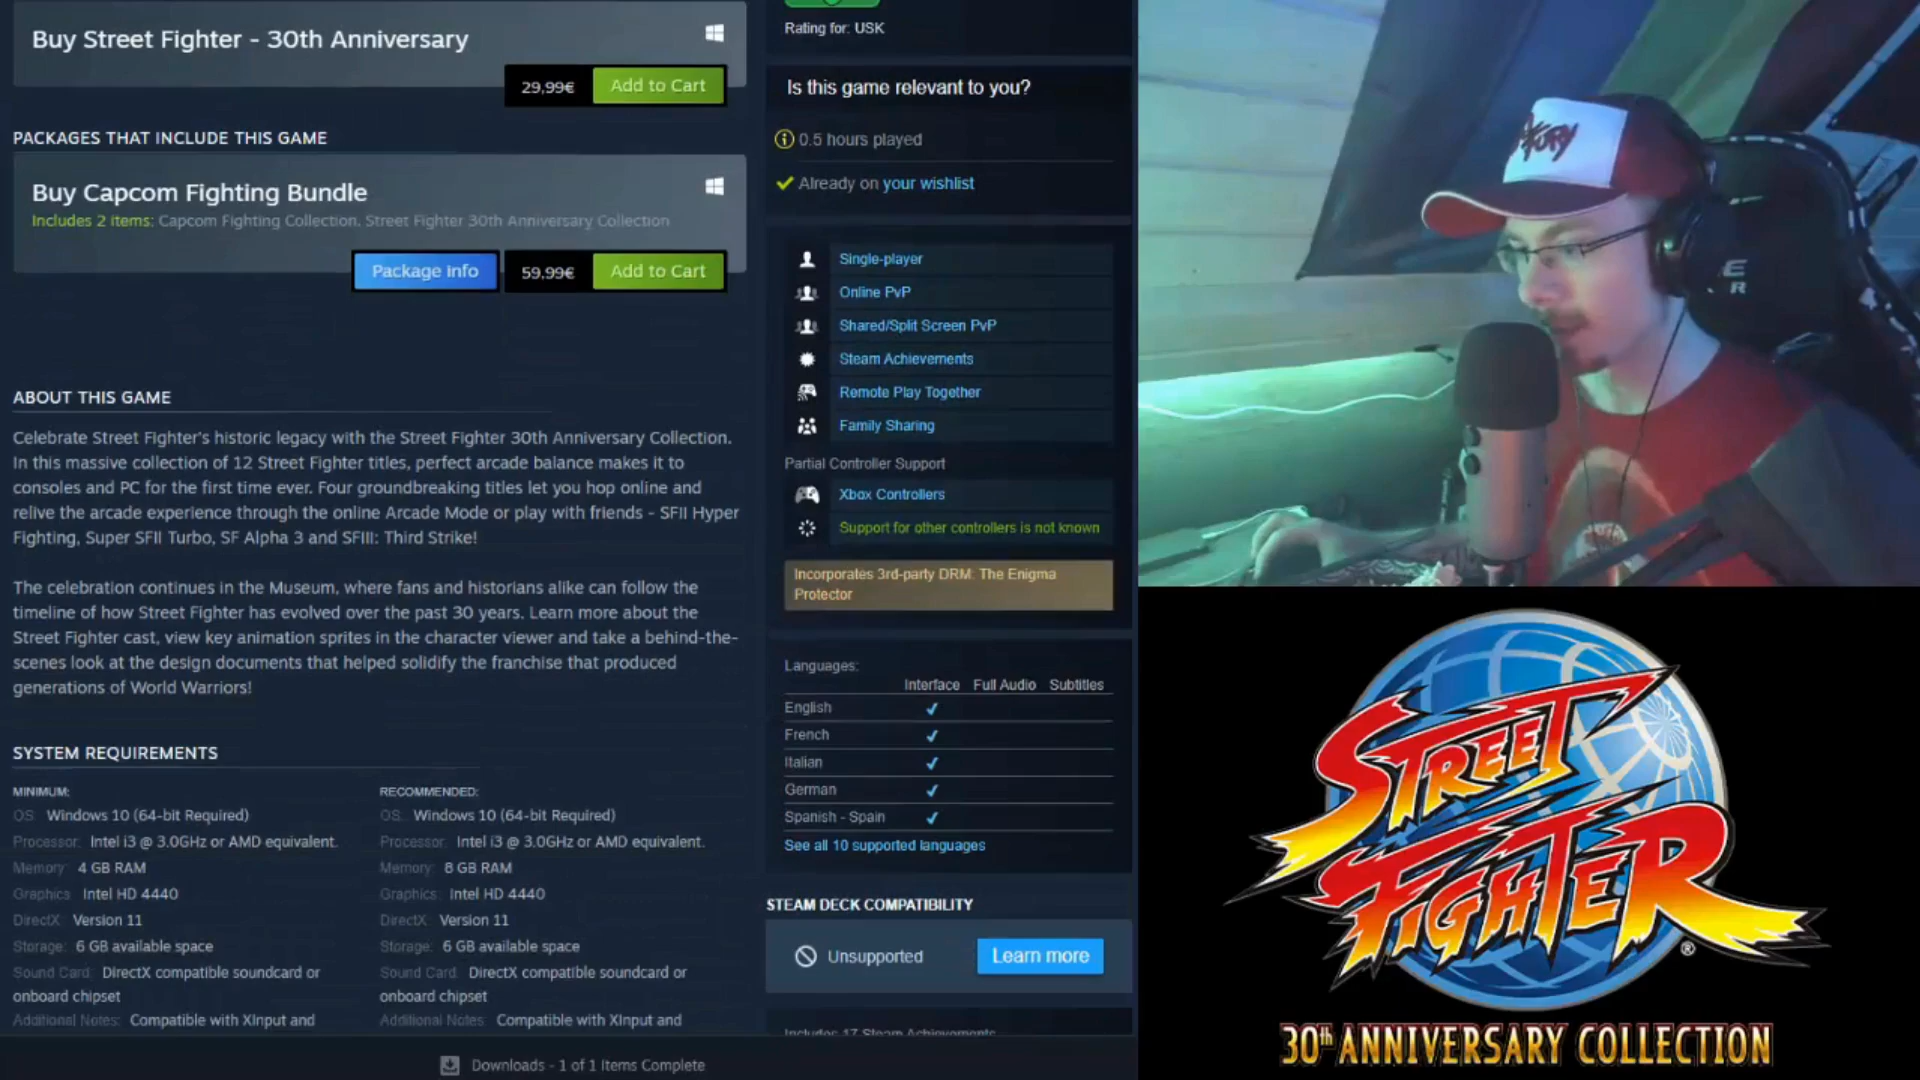 Buy Street Fighter - 30th Anniversary
29,99€
Add to Cart
PACKAGES THAT INCLUDE THIS GAME
Buy Capcom Fighting Bundle
Includes 2 items: Capcom Fighting Collection, Street Fighter 30th Anniversary Collection
Package info
59,99€
Add to Cart
ABOUT THIS GAME
Celebrate Street Fighter's historic legacy with the Street Fighter 30th Anniversary Collection.
In this massive collection of 12 Street Fighter titles, perfect arcade balance makes it to
consoles and PC for the first time ever. Four groundbreaking titles let you hop online and
relive the arcade experience through the online Arcade Mode or play with friends - SFII Hyper
Fighting, Super SFII Turbo, SF Alpha 3 and SFIII: Third Strike!
The celebration continues in the Museum, where fans and historians alike can follow the
timeline of how Street Fighter has evolved over the past 30 years. Learn more about the
Street Fighter cast, view key animation sprites in the character viewer and take a behind-the-
scenes look at the design documents that helped solidify the franchise that produced
generations of World Warriors!
SYSTEM REQUIREMENTS
MINIMUM:
OS: Windows 10 (64-bit Required)
Processor: Intel i3 @ 3.0GHz or AMD equivalent.
Memory: 4 GB RAM
Graphics: Intel HD 4440
DirectX: Version 11
Storage: 6 GB available space
Sound Card: DirectX compatible soundcard or
onboard chipset
Additional Notes: Compatible with XInput and
RECOMMENDED:
OS: Windows 10 (64-bit Required)
Processor: Intel i3 @ 3.0GHz or AMD equivalent.
Memory: 8 GB RAM
Graphics: Intel HD 4440
DirectX: Version 11
Storage: 6 GB available space
Sound Card: DirectX compatible soundcard or
onboard chipset
Additional Notes: Compatible with XInput and
Downloads - 1 of 1 Items Complete
Rating for: USK
Is this game relevant to you?
0.5 hours played
Already on your wishlist
Single-player
Online PvP
Shared/Split Screen PvP
Steam Achievements
Remote Play Together
Family Sharing
Partial Controller Support
Xbox Controllers
Support for other controllers is not known
Incorporates 3rd-party DRM: The Enigma
Protector
Languages:
Interface Full Audio Subtitles
English
French
Italian
German
Spanish - Spain
See all 10 supported languages
STEAM DECK COMPATIBILITY
Unsupported
Learn more
Includes 17 Steam Achievements
FURY
STREET
FIGHTER®
30th ANNIVERSARY COLLECTION